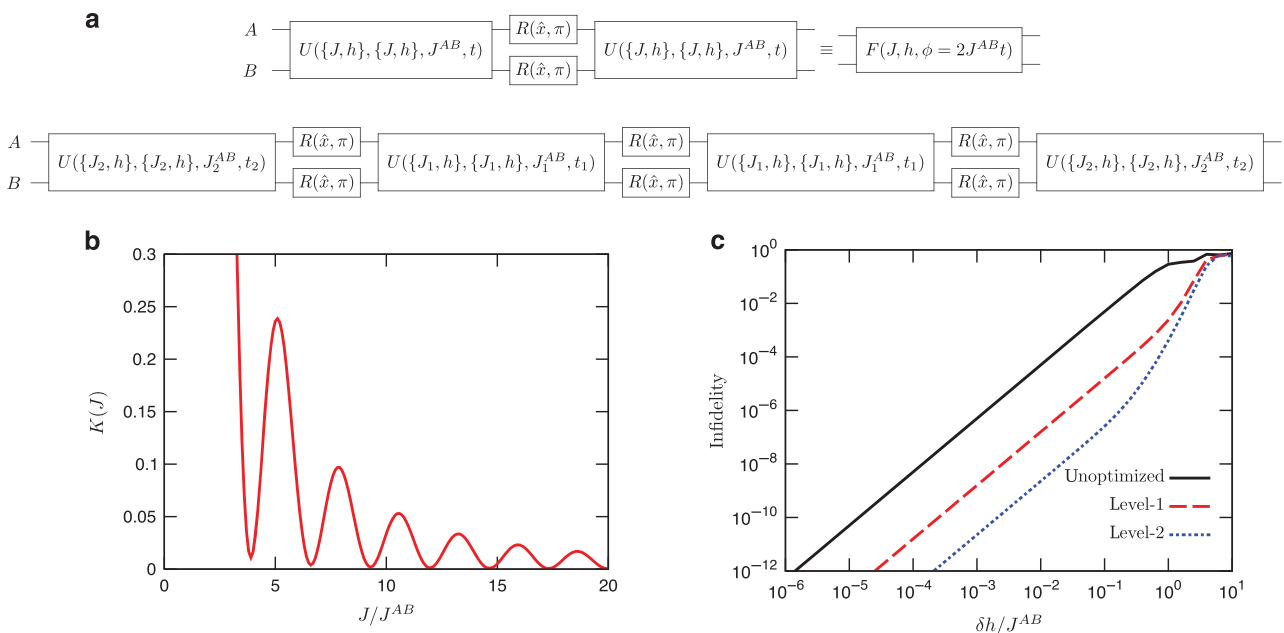 a
A U({J, h}, {J, h}, J^{AB}, t) R(x̂, π) U({J, h}, {J, h}, J^{AB}, t) ≡ F(J, h, φ = 2J^{AB}t)
B R(x̂, π)
A U({J_2, h}, {J_2, h}, J_2^{AB}, t_2) R(x̂, π) U({J_1, h}, {J_1, h}, J_1^{AB}, t_1) R(x̂, π) U({J_1, h}, {J_1, h}, J_1^{AB}, t_1) R(x̂, π) U({J_2, h}, {J_2, h}, J_2^{AB}, t_2)
B R(x̂, π) R(x̂, π) R(x̂, π)
b
0.3
0.25
0.2
0.15
0.1
0.05
0
K(J)
0 5 10 15 20
J/J^{AB}
c
10^0
10^{-2}
10^{-4}
10^{-6}
10^{-8}
10^{-10}
10^{-12}
Infidelity
Unoptimized
Level-1
Level-2
10^{-6} 10^{-5} 10^{-4} 10^{-3} 10^{-2} 10^{-1} 10^0 10^1
δh/J^{AB}